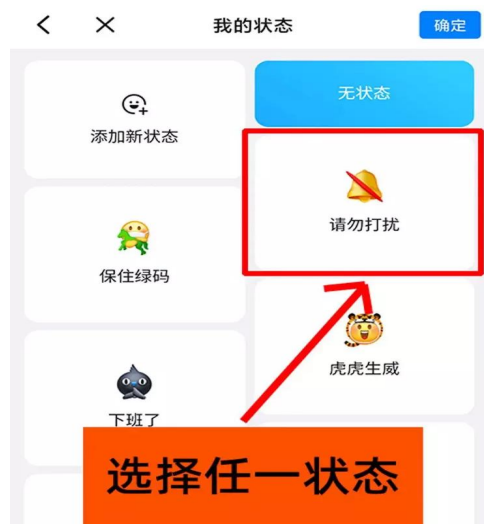 我的状态
确定
无状态
添加新状态
请勿打扰
保住绿码
虎虎生威
下班了
选择任一状态